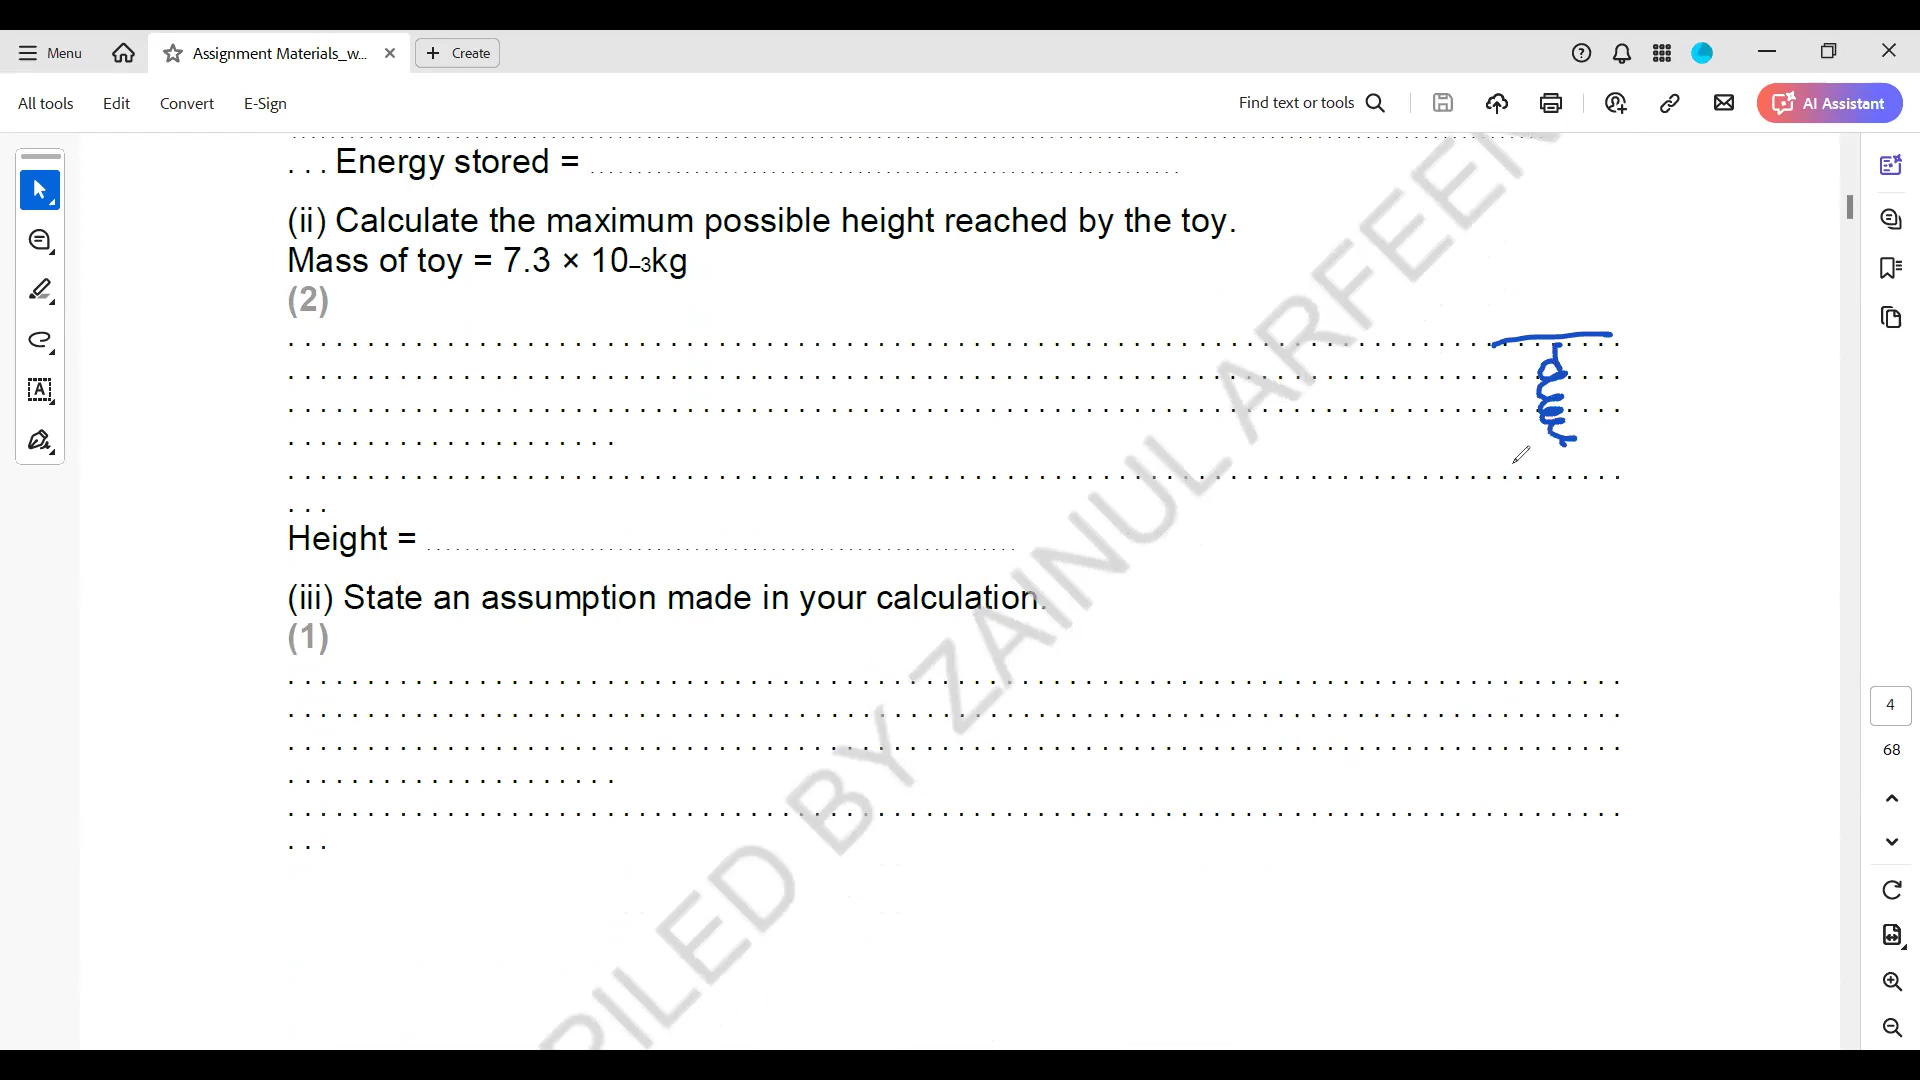 Menu
Assignment Materials_w...
Create
All tools
Edit
Convert
E-Sign
Find text or tools
AI Assistant
... Energy stored = ............................................................
(ii) Calculate the maximum possible height reached by the toy.
Mass of toy = 7.3 × 10–3kg
(2)
Height = ............................................................
(iii) State an assumption made in your calculation.
(1)
4
68
PILED BY ZAINUL ARFEEN